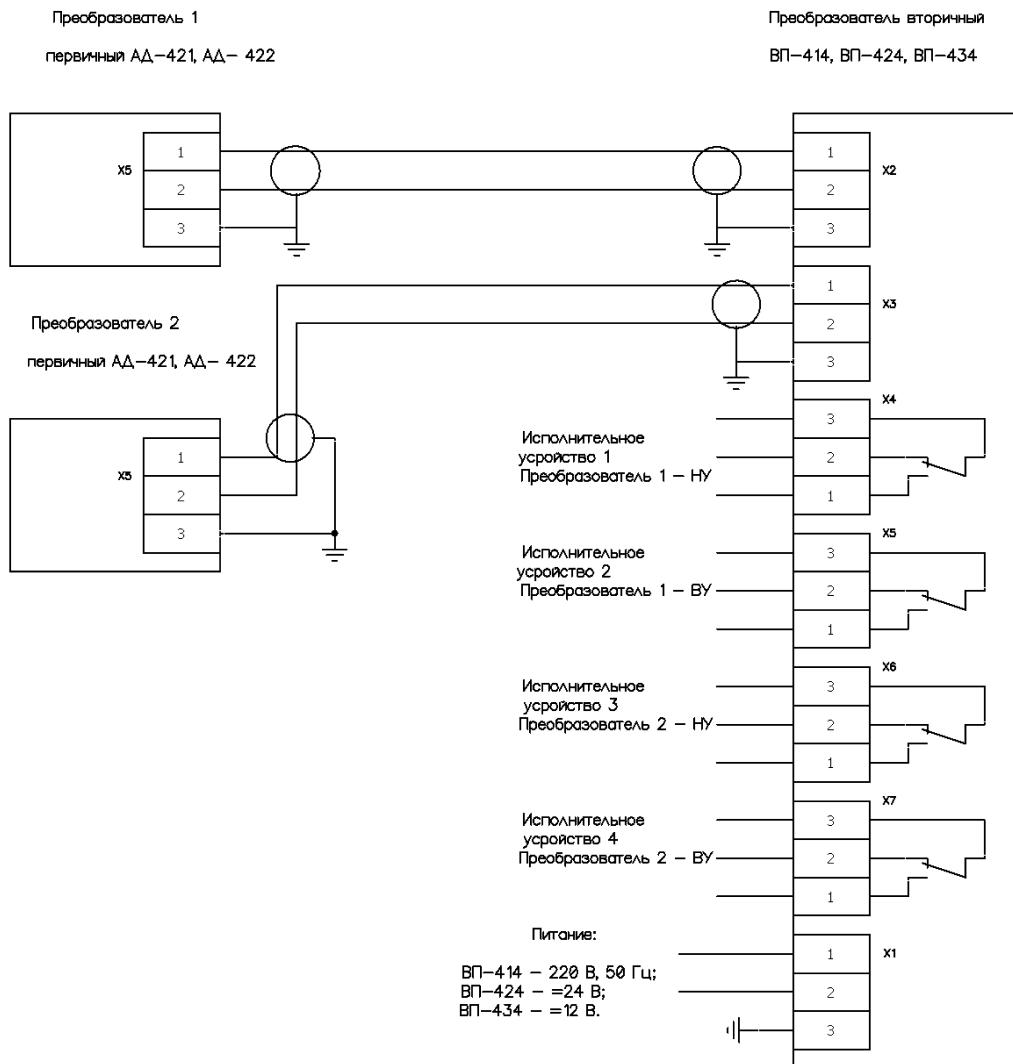 Преобразователь 1
первичный АД-421, АД- 422
Преобразователь вторичный
ВП-414, ВП-424, ВП-434
X5
1
2
3
1
2
3
X2
1
2
3
X3
Преобразователь 2
первичный АД-421, АД- 422
X5
1
2
3
Исполнительное
усройство 1
Преобразователь 1 - НУ
3
2
1
X4
Исполнительное
усройство 2
Преобразователь 1 - ВУ
3
2
1
X5
Исполнительное
усройство 3
Преобразователь 2 - НУ
3
2
1
X6
Исполнительное
усройство 4
Преобразователь 2 - ВУ
3
2
1
X7
Питание:
ВП-414 - 220 В, 50 Гц;
ВП-424 - =24 В;
ВП-434 - =12 В.
1
2
3
X1